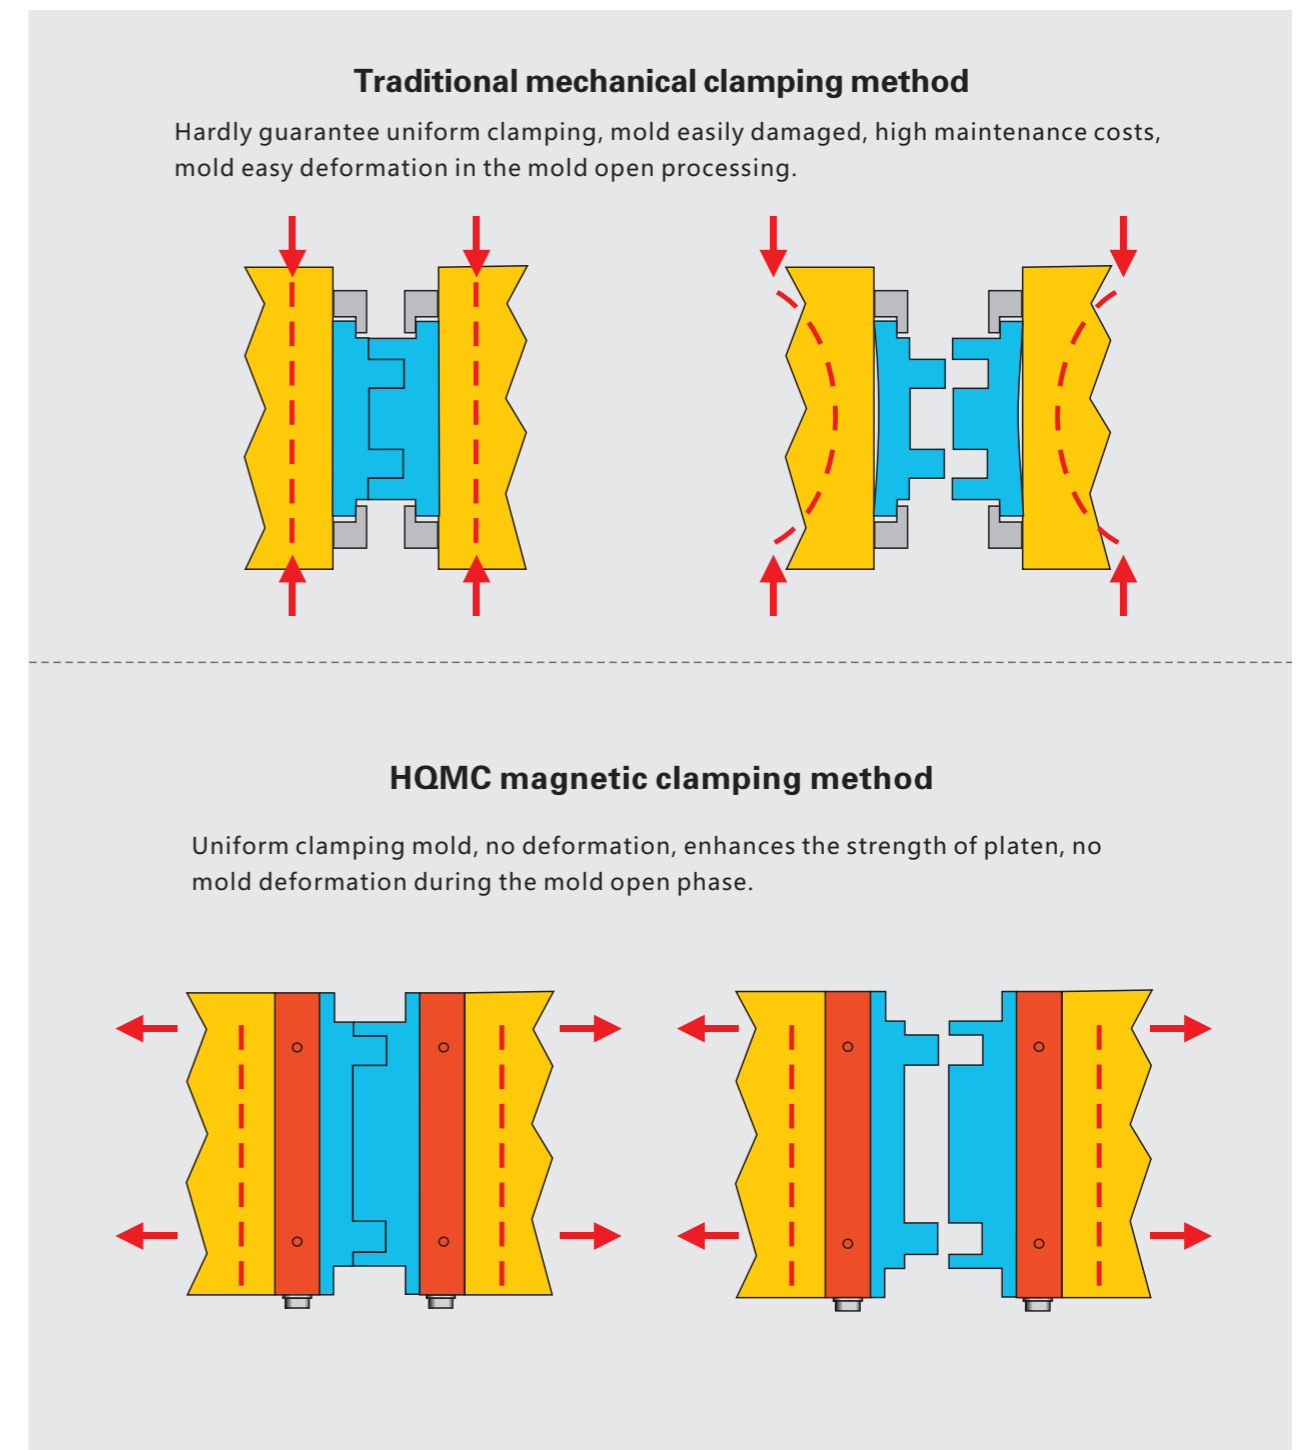 Traditional mechanical clamping method
Hardly guarantee uniform clamping, mold easily damaged, high maintenance costs,
mold easy deformation in the mold open processing.
HQMC magnetic clamping method
Uniform clamping mold, no deformation, enhances the strength of platen, no
mold deformation during the mold open phase.